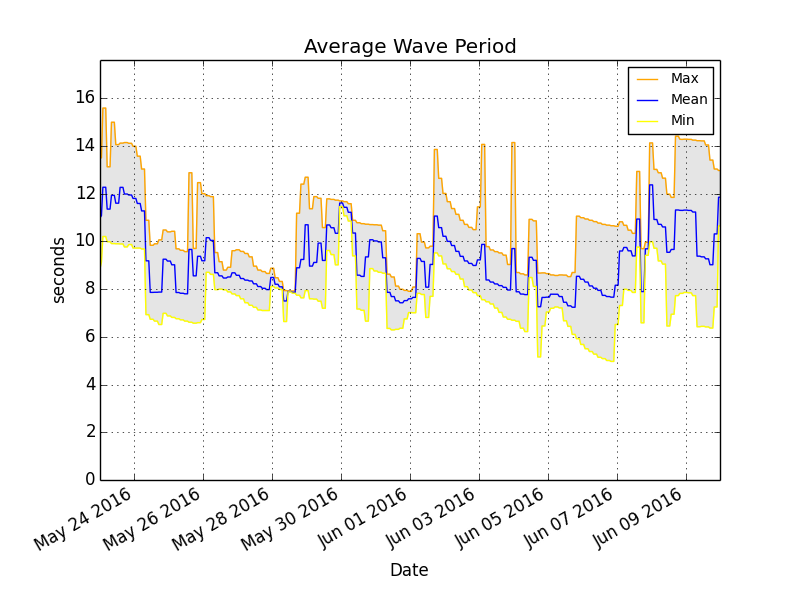 Average Wave Period
Max
Mean
Min
16
14
12
10
8
6
4
2
0
seconds
May 24 2016
May 26 2016
May 28 2016
May 30 2016
Jun 01 2016
Jun 03 2016
Jun 05 2016
Jun 07 2016
Jun 09 2016
Date